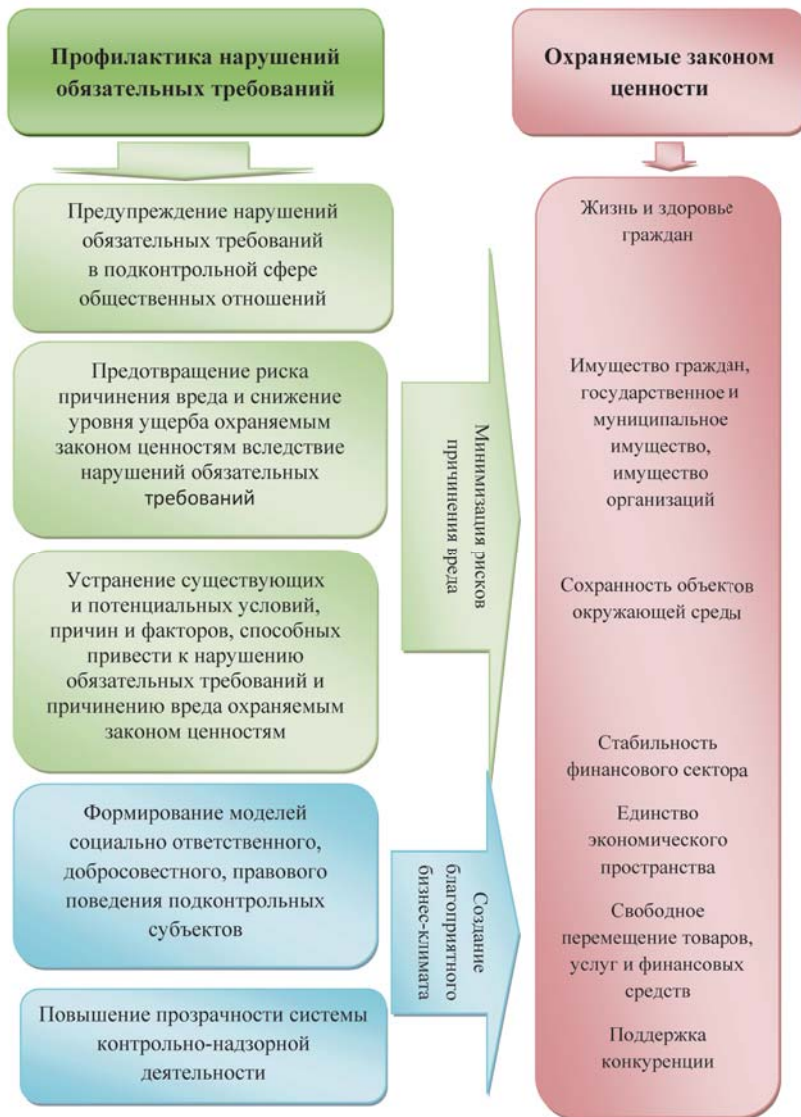 Профилактика нарушений
обязательных требований
Предупреждение нарушений
обязательных требований
в подконтрольной сфере
общественных отношений
Предотвращение риска
причинения вреда и снижение
уровня ущерба охраняемым
законом ценностям вследствие
нарушений обязательных
требований
Устранение существующих
и потенциальных условий,
причин и факторов, способных
привести к нарушению
обязательных требований и
причинению вреда охраняемым
законом ценностям
Формирование моделей
социально ответственного,
добросовестного, правового
поведения подконтрольных
субъектов
Повышение прозрачности системы
контрольно-надзорной
деятельности
Минимизация рисков
причинения вреда
Создание
благоприятного
бизнес-климата
Охраняемые законом
ценности
Жизнь и здоровье
граждан
Имущество граждан,
государственное и
муниципальное
имущество,
имущество
организаций
Сохранность объектов
окружающей среды
Стабильность
финансового сектора
Единство
экономического
пространства
Свободное
перемещение товаров,
услуг и финансовых
средств
Поддержка
конкуренции